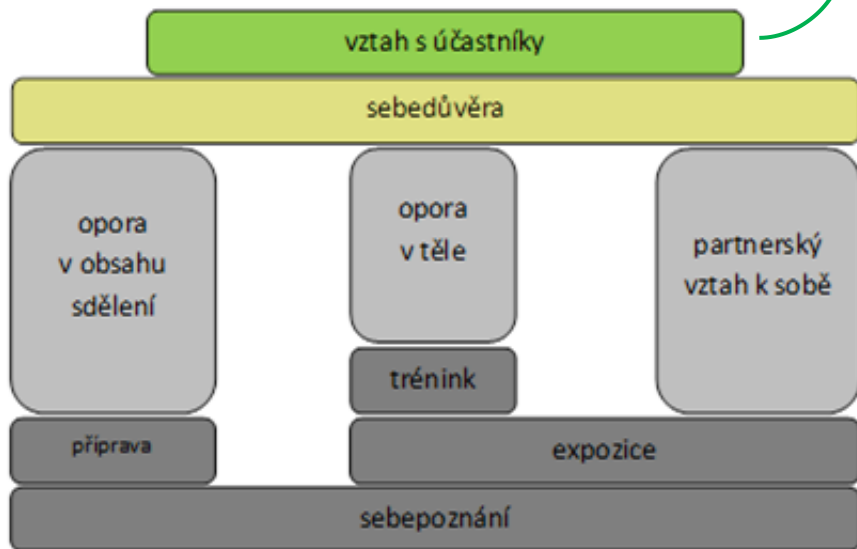 vztah s účastníky
sebedůvěra
opora
v obsahu
sdělení
opora
v těle
partnerský
vztah k sobě
trénink
příprava
expozice
sebepoznání